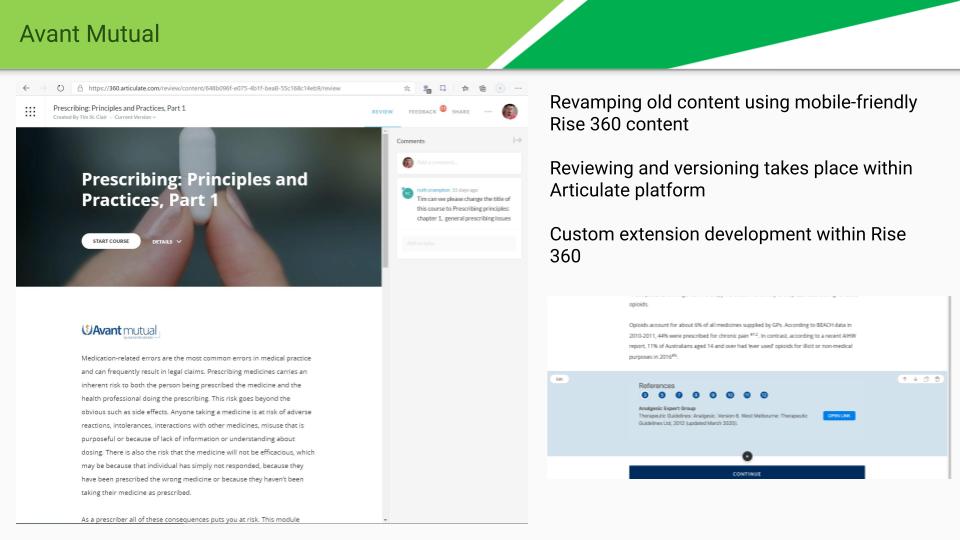 Avant Mutual
https://360.articulate.com/review/content/648b096f-e075-4b1f-bea8-55c168c14eb9/review
Prescribing: Principles and Practices, Part 1
Created By Tim St. Clair
Current Version
REVIEW
FEEDBACK
SHARE
Comments
Add a comment...
Prescribing: Principles and
Practices, Part 1
START COURSE
DETAILS
ruth crampton 33 days ago
Tim can we please change the title of
this course to Prescribing principles:
chapter 1, general prescribing issues
Avant mutual
Medication-related errors are the most common errors in medical practice
and can frequently result in legal claims. Prescribing medicines carries an
inherent risk to both the person being prescribed the medicine and the
health professional doing the prescribing. This risk goes beyond the
obvious such as side effects. Anyone taking a medicine is at risk of adverse
reactions, intolerances, interactions with other medicines, misuse that is
purposeful or because of lack of information or understanding about
dosing. There is also the risk that the medicine will not be efficacious, which
may be because that individual has simply not responded, because they
have been prescribed the wrong medicine or because they haven't been
taking their medicine as prescribed.
As a prescriber all of these consequences puts you at risk. This module
Revamping old content using mobile-friendly
Rise 360 content
Reviewing and versioning takes place within
Articulate platform
Custom extension development within Rise
360
opioids.
Opioids account for about 6% of all medicines supplied by GPs. According to BEACH data in
2010-2011, 44% were prescribed for chronic pain. In contrast, according to a recent AIHW
report, 11% of Australians aged 14 and over had 'ever used' opioids for illicit or non-medical
purposes in 2016
References
Analgesic Expert Group
Therapeutic Guidelines: Analgesic. Version 6. West Melbourne: Therapeutic
Guidelines Ltd; 2012 (updated March 2020).
OPEN LINK
CONTINUE